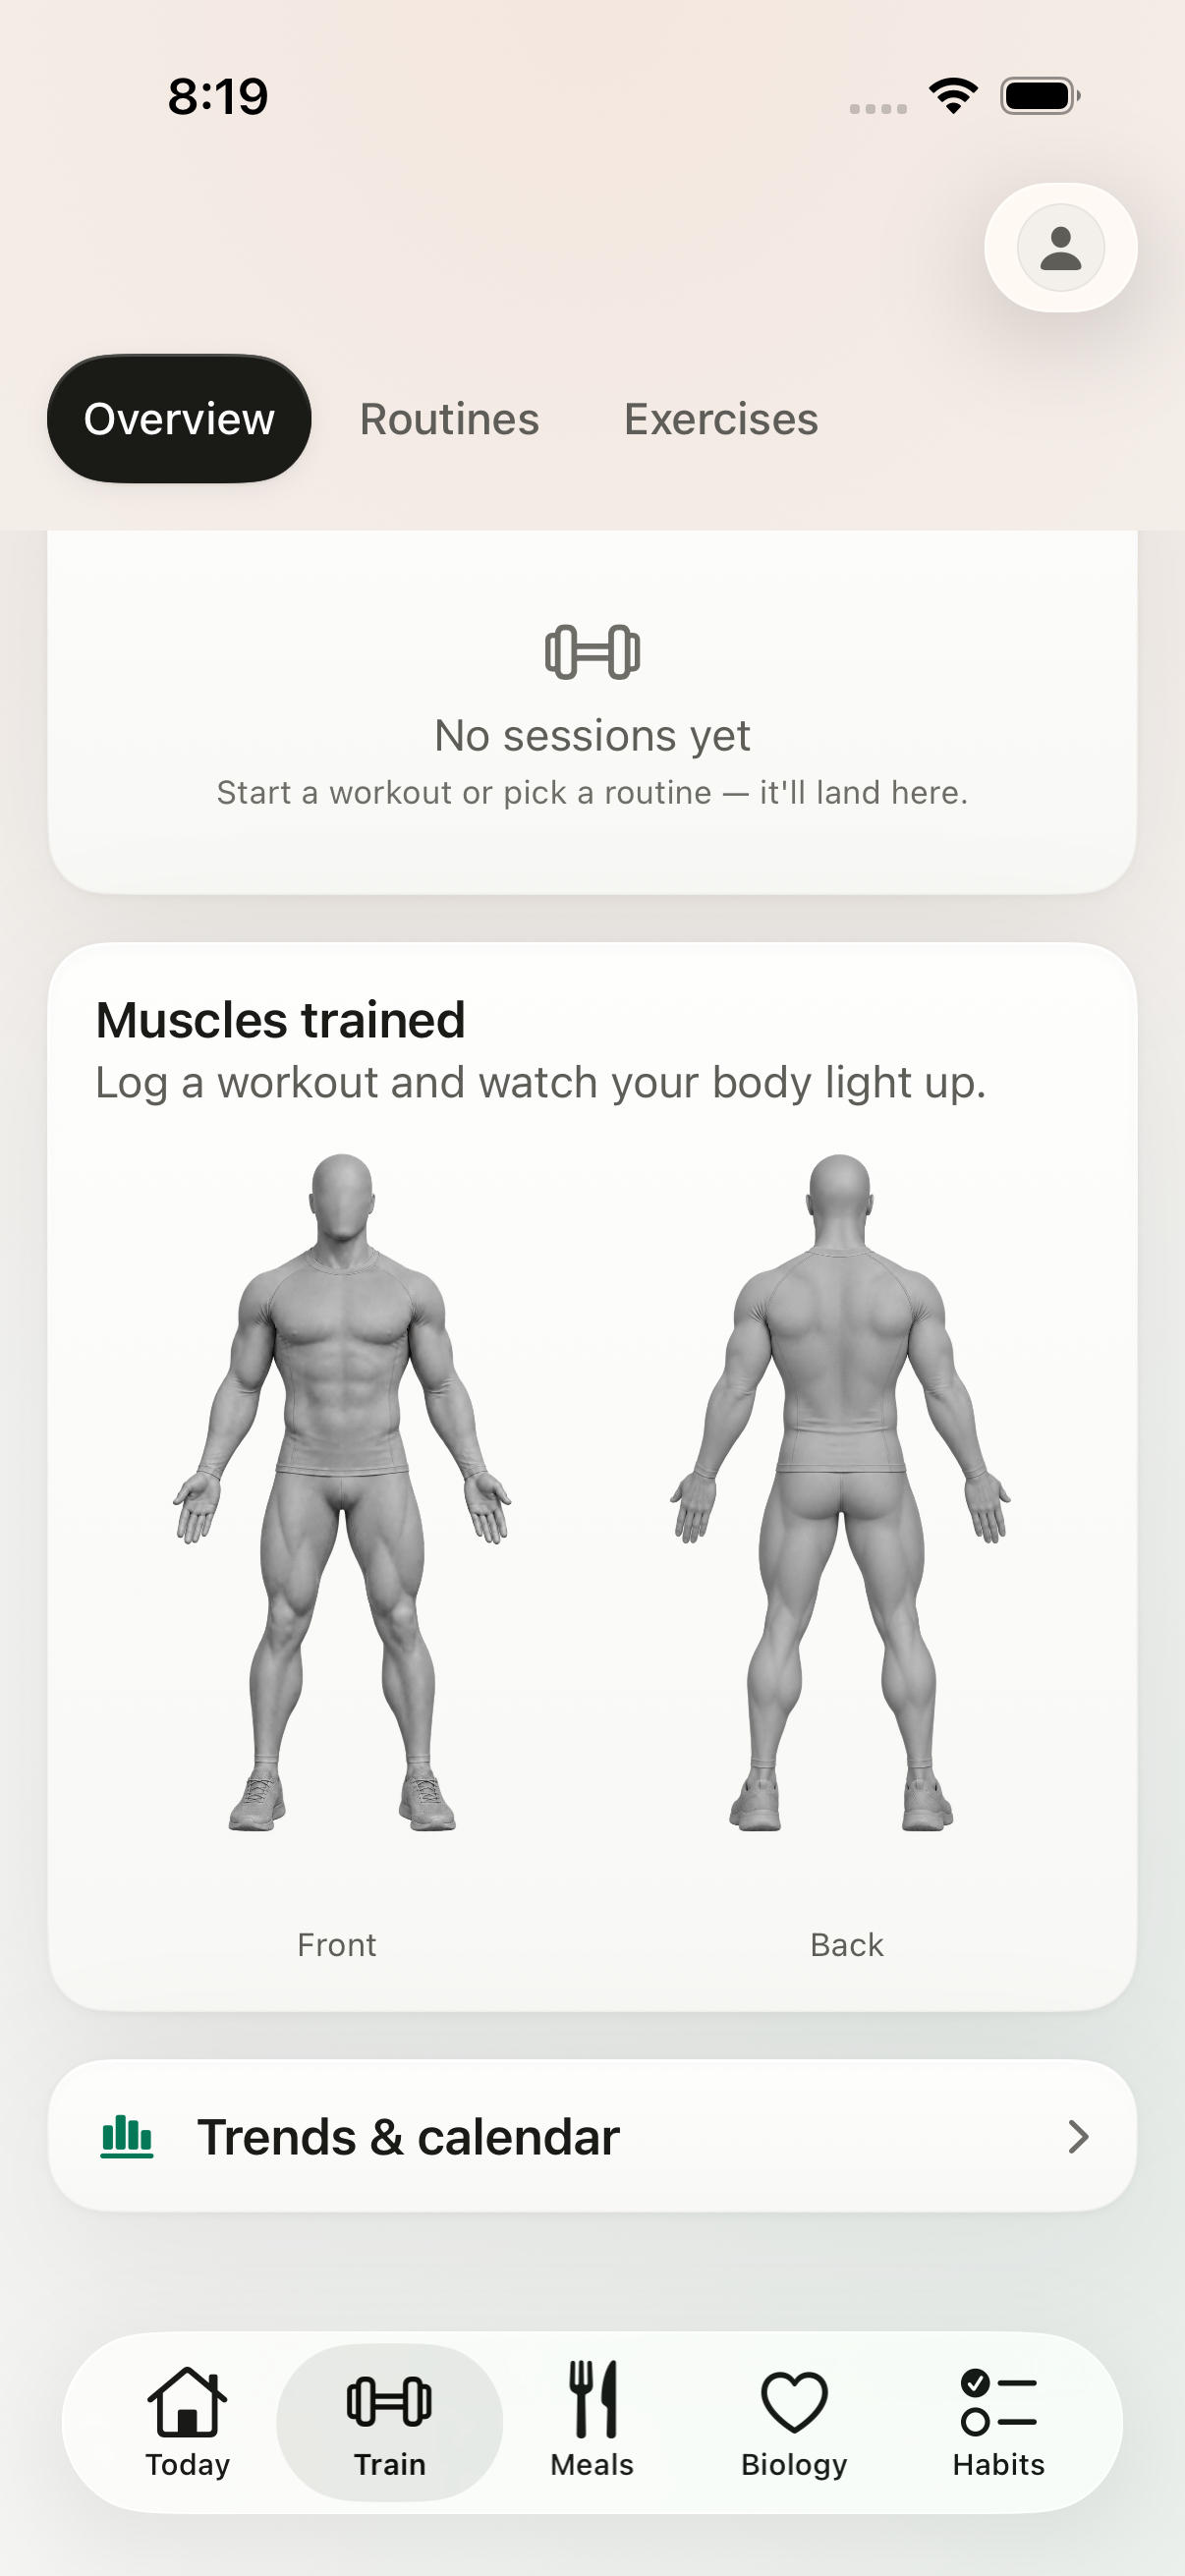 8:19
Overview
Routines
Exercises
No sessions yet
Start a workout or pick a routine — it'll land here.
Muscles trained
Log a workout and watch your body light up.
Front
Back
Trends & calendar
Today
Train
Meals
Biology
Habits